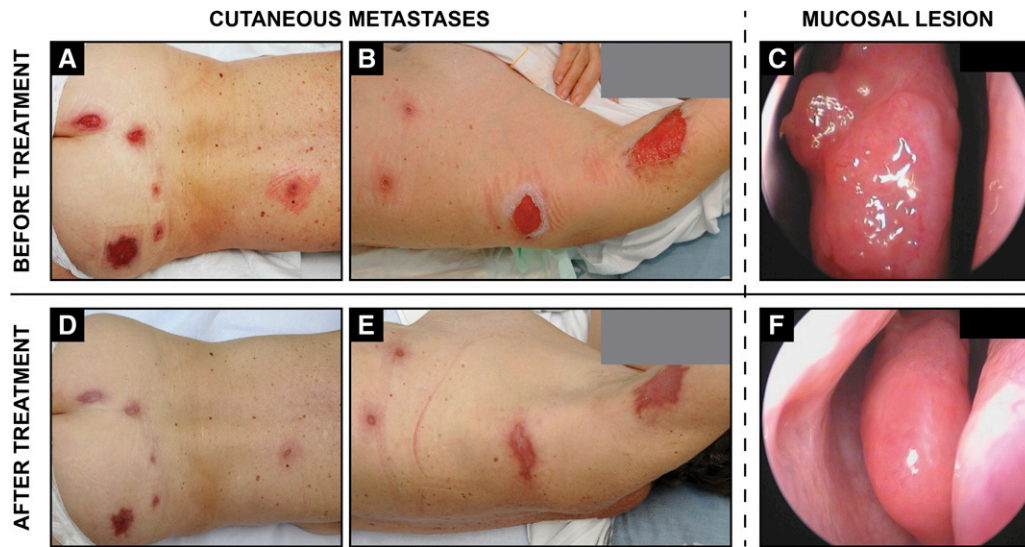 CUTANEOUS METASTASES
MUCOSAL LESION
BEFORE TREATMENT
A
B
C
AFTER TREATMENT
D
E
F